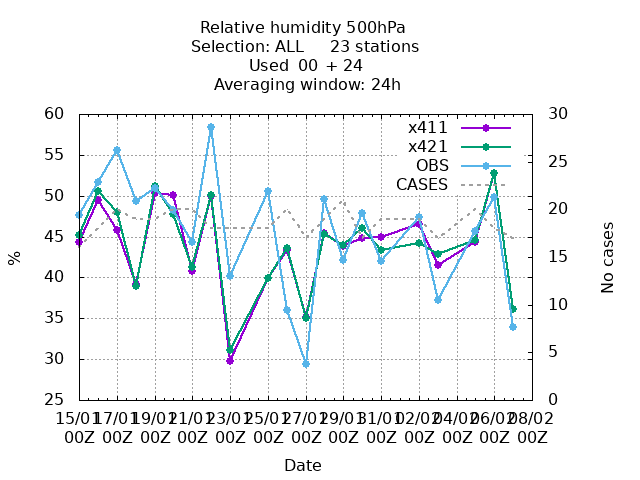 Relative humidity 500hPa
Selection: ALL 23 stations
Used 00 + 24
Averaging window: 24h
60 30
x411
x421
OBS
CASES
55 25
50 20
45 15
40
35 10
30 5
25 0
%
No cases
15/01 17/01 19/01 21/01 23/01 25/01 27/01 29/01 31/01 02/02 04/02 06/02 08/02
00Z 00Z 00Z 00Z 00Z 00Z 00Z 00Z 00Z 00Z 00Z 00Z 00Z
Date